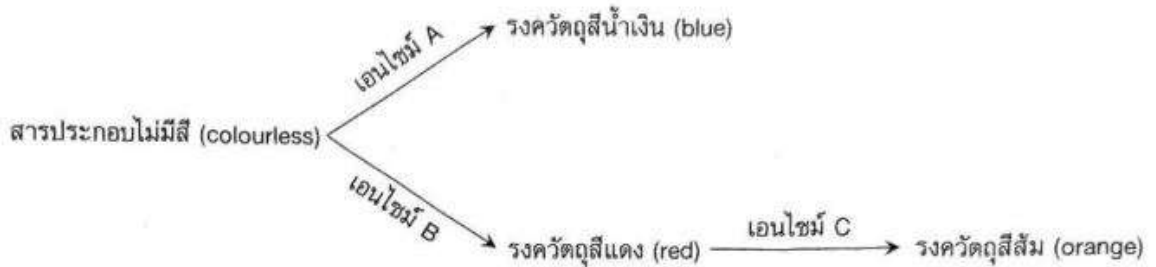 เอนไซม์ A
รงควัตถุสีน้ำเงิน (blue)
สารประกอบไม่มีสี (colourless)
เอนไซม์ B
รงควัตถุสีแดง (red)
เอนไซม์ C
รงควัตถุสีส้ม (orange)